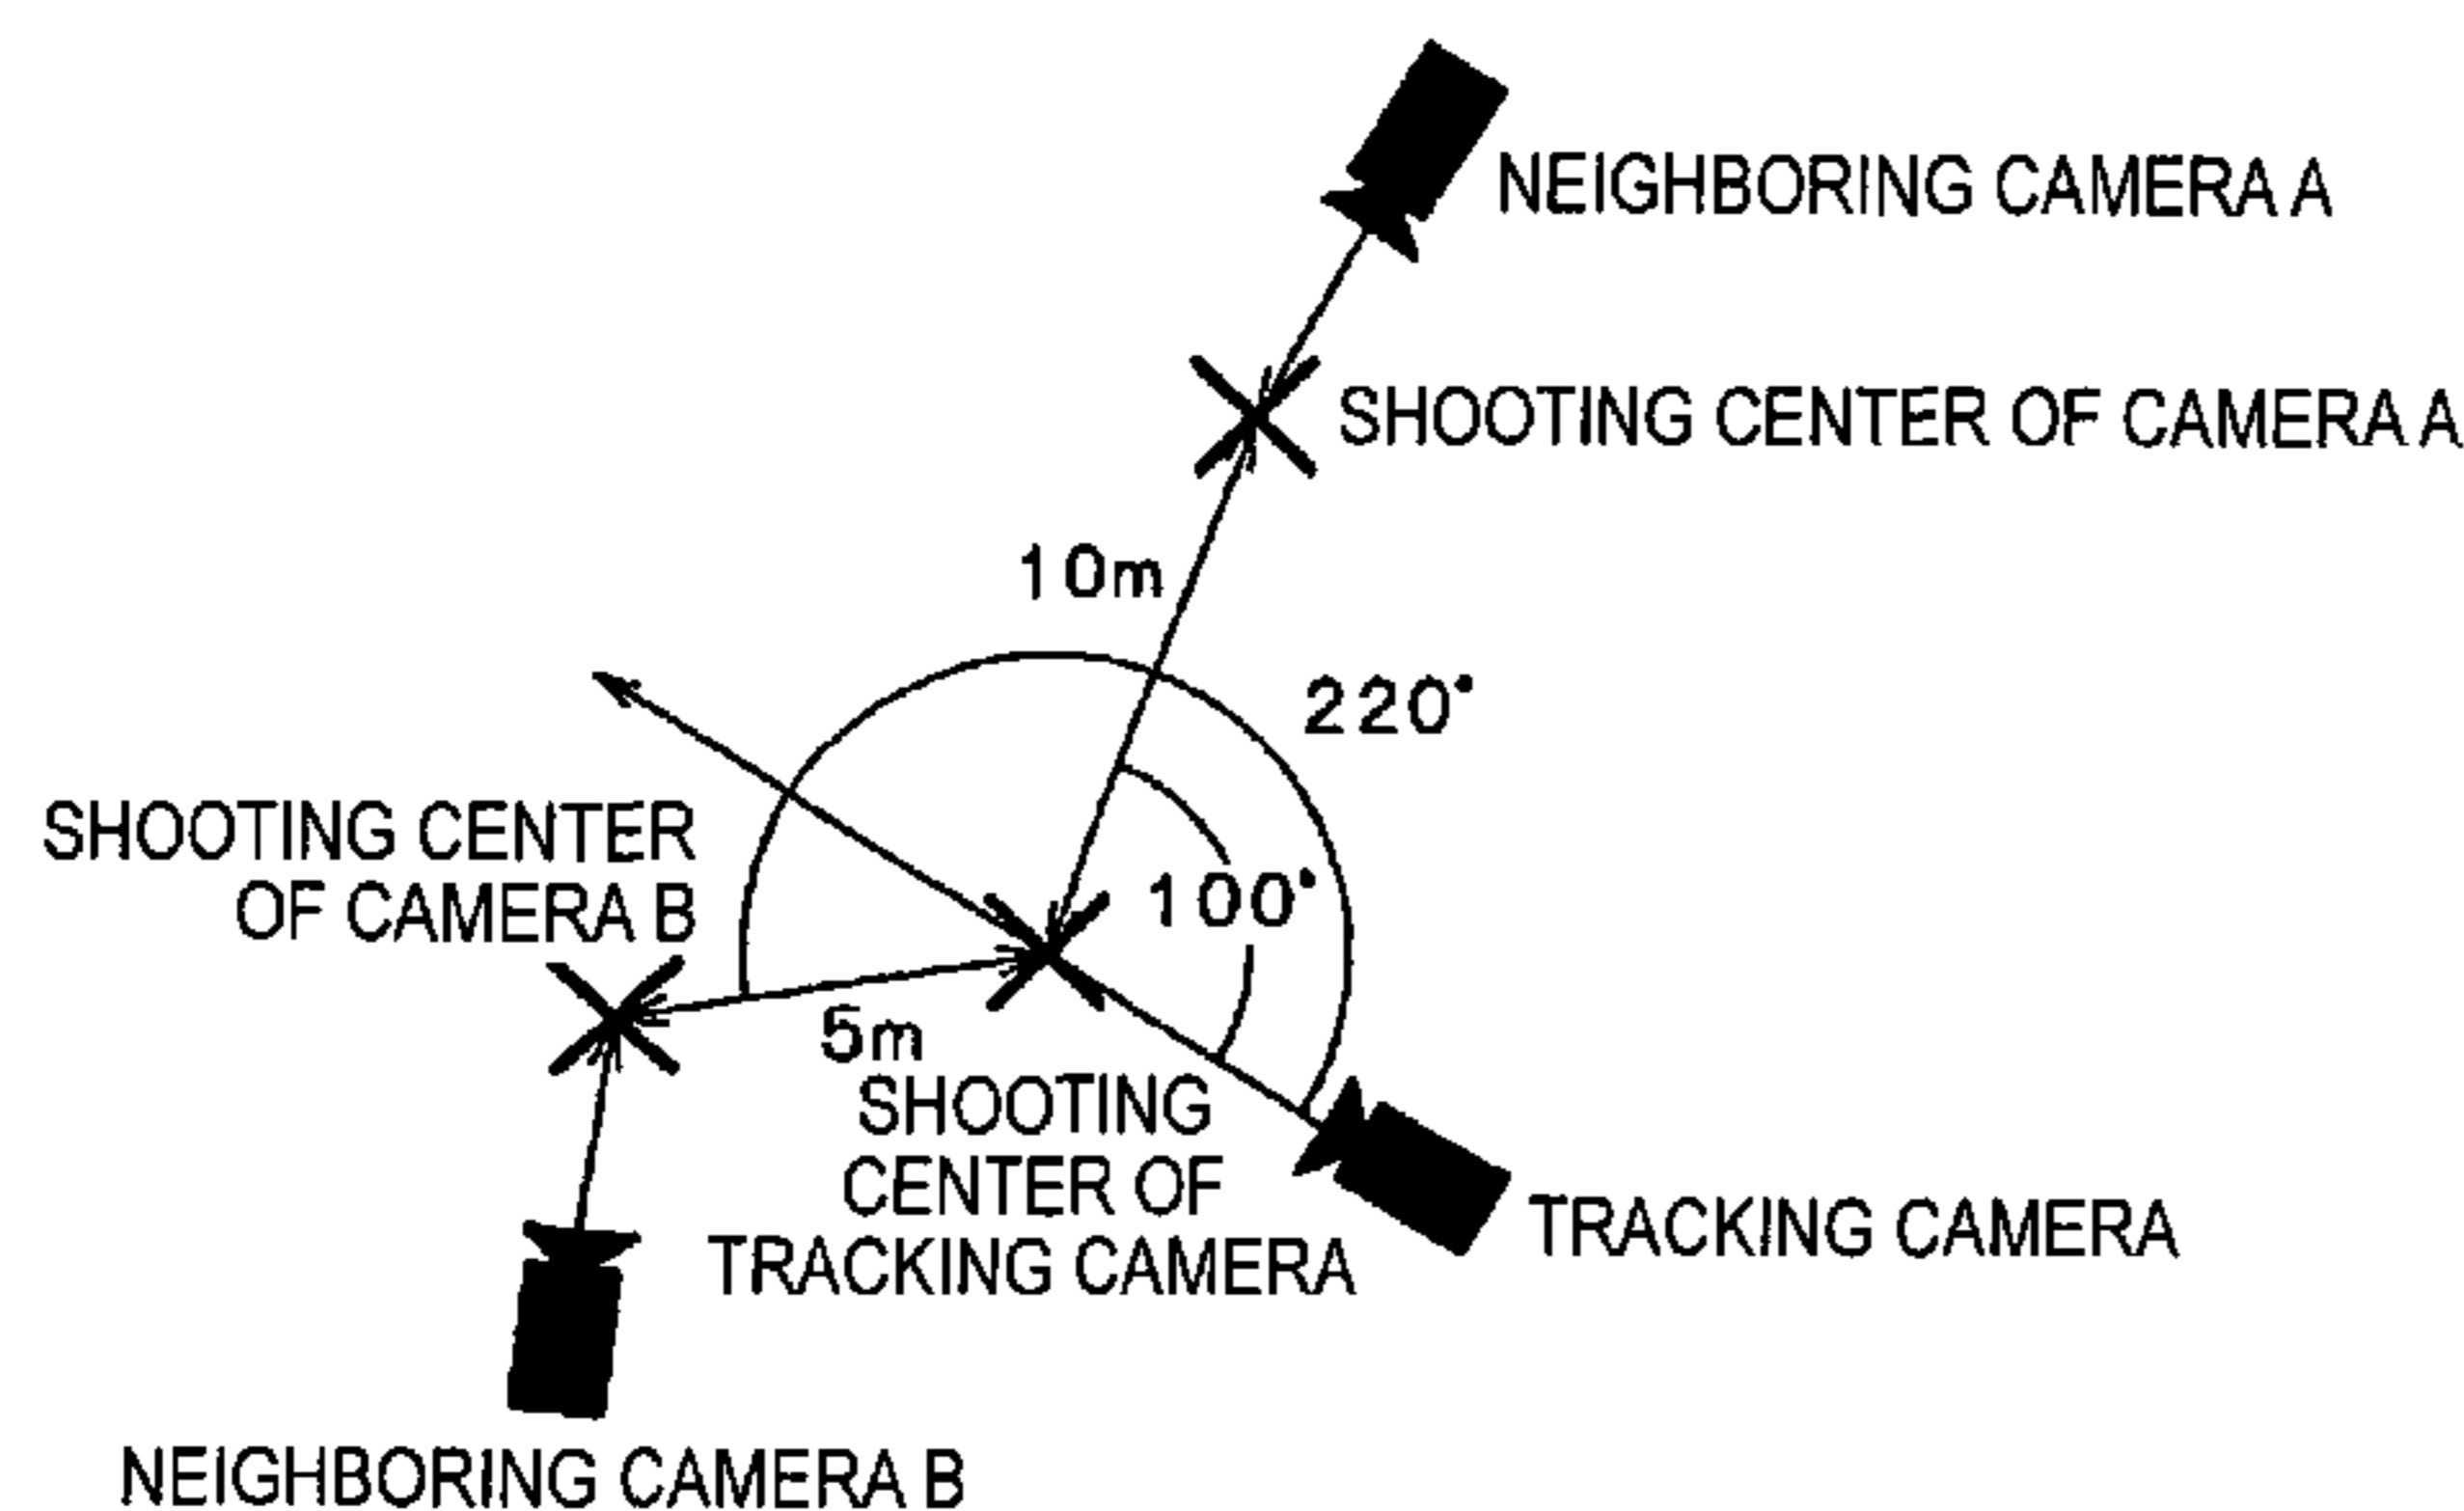 NEIGHBORING CAMERA A
SHOOTING CENTER OF CAMERA A
10m
220°
SHOOTING CENTER
OF CAMERA B
100°
5m
SHOOTING
CENTER OF
TRACKING CAMERA
TRACKING CAMERA
NEIGHBORING CAMERA B